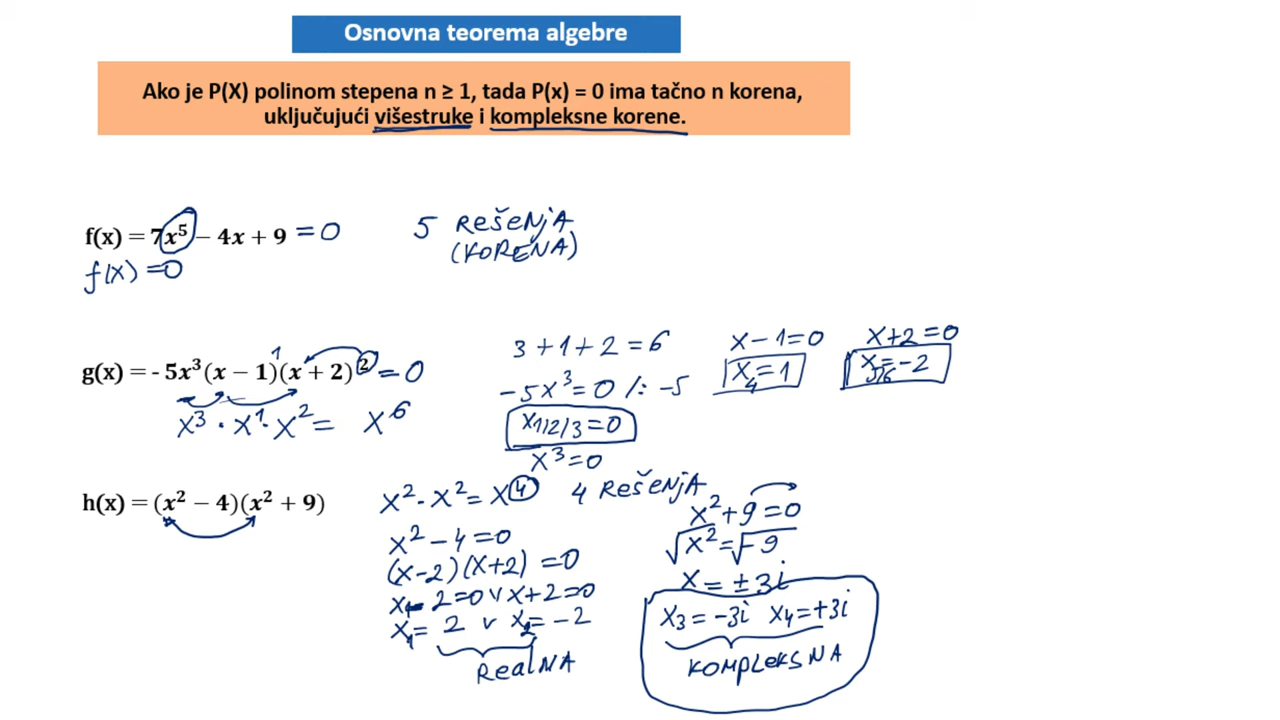 Osnovna teorema algebre
Ako je P(X) polinom stepena n ≥ 1, tada P(x) = 0 ima tačno n korena,
uključujući višestruke i kompleksne korene.
f(x) = 7x⁵ – 4x + 9 = 0
5 REŠENJA
(KORENA)
f(x) = 0
g(x) = - 5x³(x – 1)¹(x + 2)² = 0
x³ · x¹ · x² = x⁶
3 + 1 + 2 = 6
-5x³ = 0 /: -5
x1/2/3 = 0
x³ = 0
x – 1 = 0
x₄ = 1
x + 2 = 0
x5/6 = -2
h(x) = (x² – 4)(x² + 9)
x² · x² = x④ 4 REŠENJA
x² – 4 = 0
(x-2)(x+2) = 0
x - 2 = 0 v x + 2 = 0
x₁ = 2 v x₂ = -2
RealNA
x² + 9 = 0
√x² = √-9
x = ± 3i
x₃ = -3i x₄ = +3i
KOMPLEKSNA